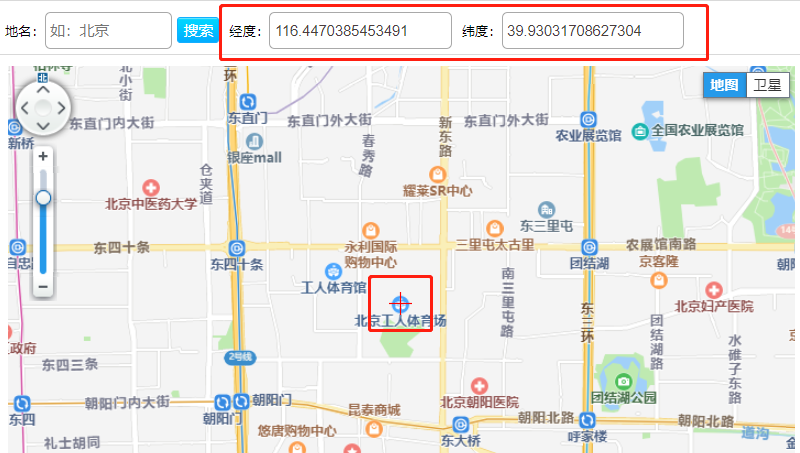 地名： 如：北京 搜索 经度： 116.4470385453491 纬度： 39.93031708627304
北
地图 卫星
北小街
环
新东路
东直门
东直门内大街
东直门外大街
农业展览馆
全国农业展览馆
新桥
银座mall
春秀路
仓夹道
耀莱SR中心
北京中医药大学
东三里屯
东四十条
永利国际
购物中心
三里屯太古里
农展馆南路
自忠
东四十条
团结湖
京客隆
朝
工人体育馆
北京工人体育场
南三里屯路
北京妇产医院
东三环
团结湖路
水碓子东路
政府
2号线
东四三条
团结湖公园
北京朝阳医院
东四
朝阳门内大街
朝阳门
朝阳门
昆泰商城
朝阳北路
朝阳北路
悠唐购物中心
东大桥
呼家楼
道沟
礼士胡同